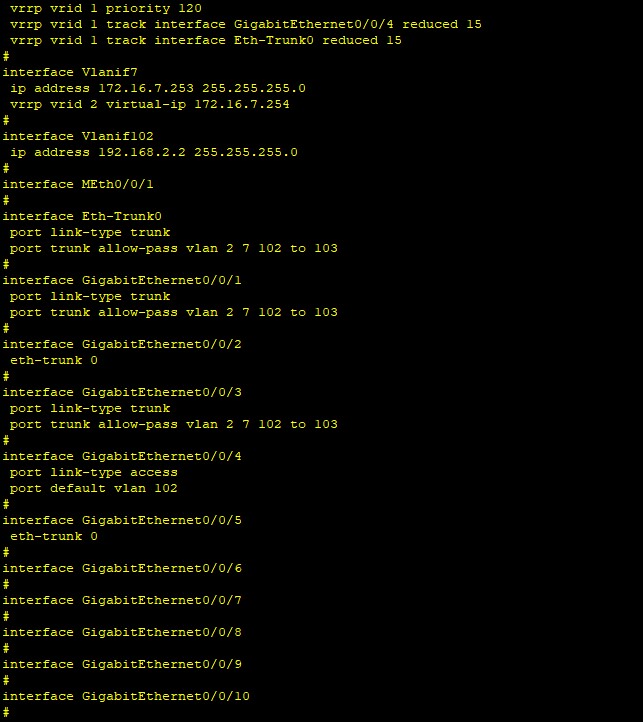 vrrp vrid 1 priority 120
vrrp vrid 1 track interface GigabitEthernet0/0/4 reduced 15
vrrp vrid 1 track interface Eth-Trunk0 reduced 15
#
interface Vlanif7
ip address 172.16.7.253 255.255.255.0
vrrp vrid 2 virtual-ip 172.16.7.254
#
interface Vlanif102
ip address 192.168.2.2 255.255.255.0
#
interface MEth0/0/1
#
interface Eth-Trunk0
port link-type trunk
port trunk allow-pass vlan 2 7 102 to 103
#
interface GigabitEthernet0/0/1
port link-type trunk
port trunk allow-pass vlan 2 7 102 to 103
#
interface GigabitEthernet0/0/2
eth-trunk 0
#
interface GigabitEthernet0/0/3
port link-type trunk
port trunk allow-pass vlan 2 7 102 to 103
#
interface GigabitEthernet0/0/4
port link-type access
port default vlan 102
#
interface GigabitEthernet0/0/5
eth-trunk 0
#
interface GigabitEthernet0/0/6
#
interface GigabitEthernet0/0/7
#
interface GigabitEthernet0/0/8
#
interface GigabitEthernet0/0/9
#
interface GigabitEthernet0/0/10
#